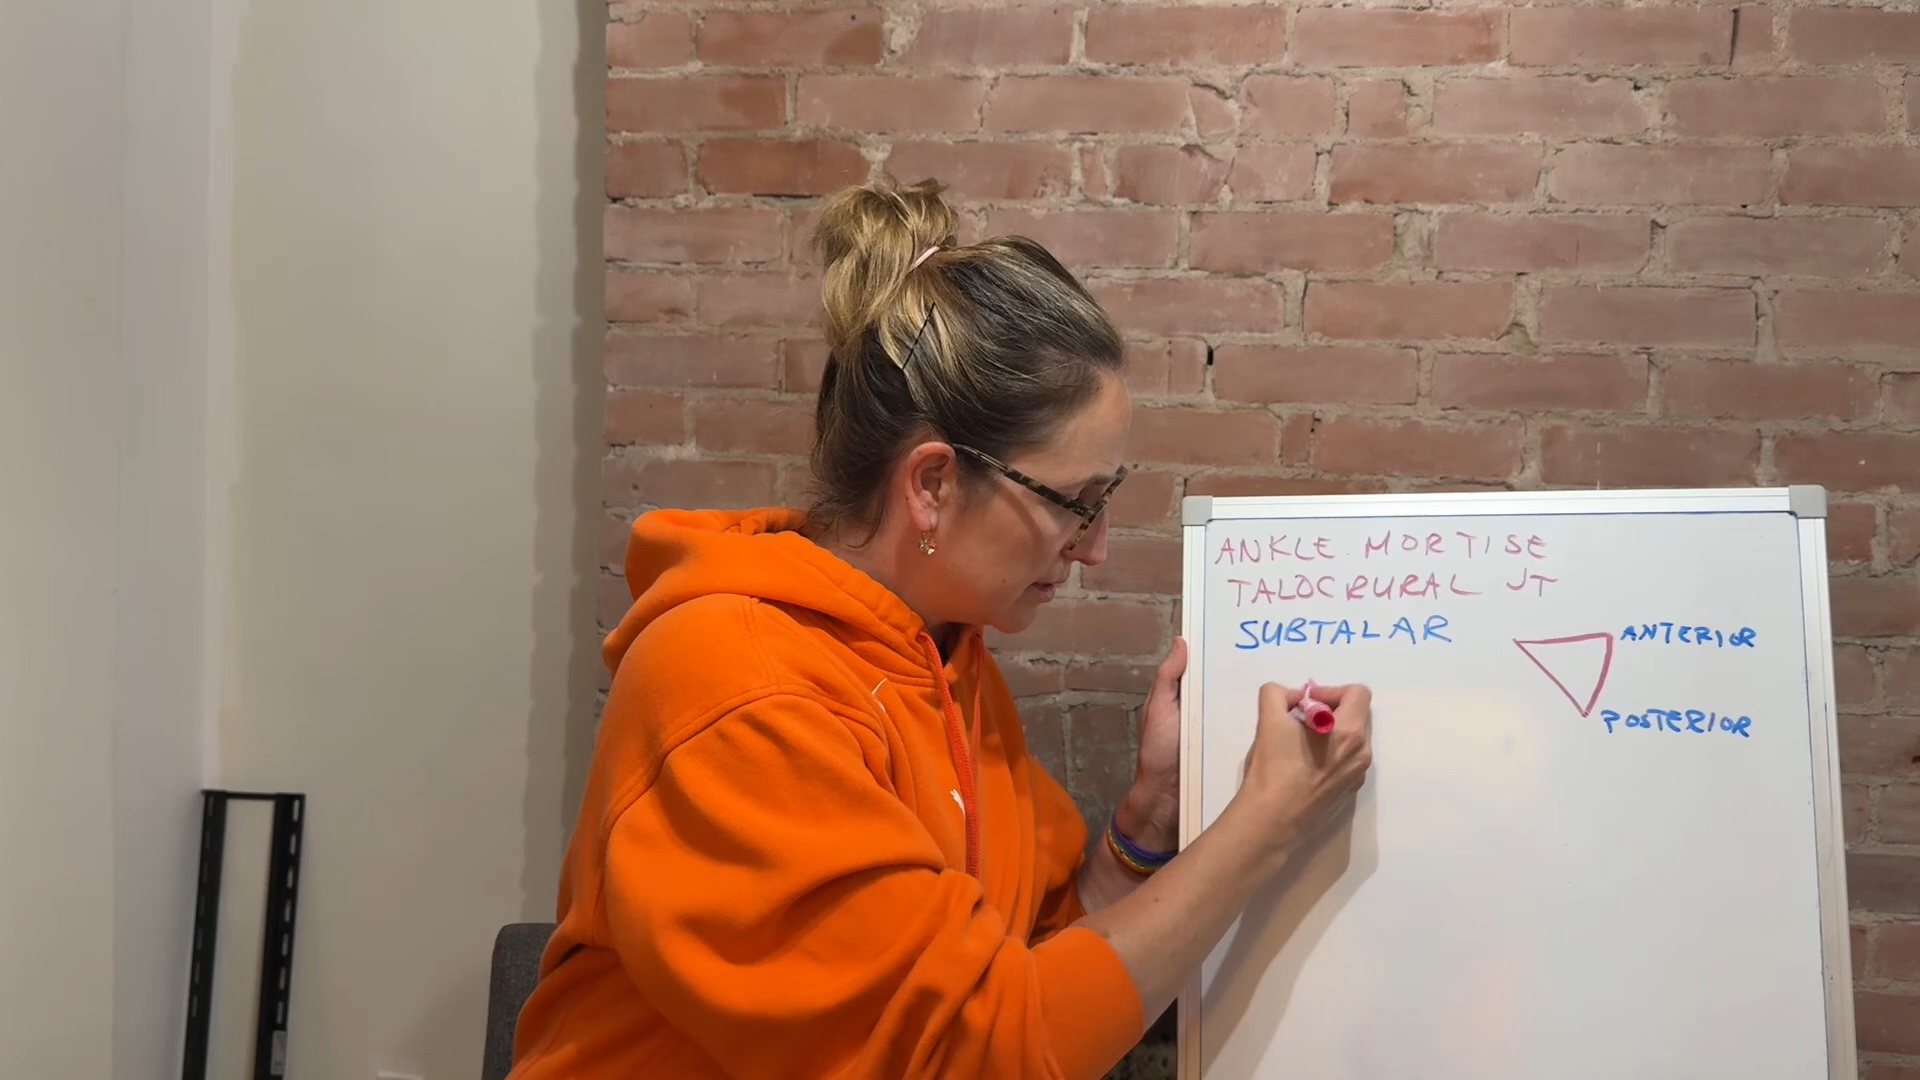 ANKLE MORTISE
TALOCRURAL JT
SUBTALAR
ANTERIOR
POSTERIOR